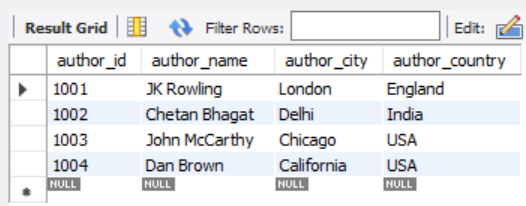 Result Grid Filter Rows: Edit:
author_id author_name author_city author_country
1001 JK Rowling London England
1002 Chetan Bhagat Delhi India
1003 John McCarthy Chicago USA
1004 Dan Brown California USA
NULL NULL NULL NULL